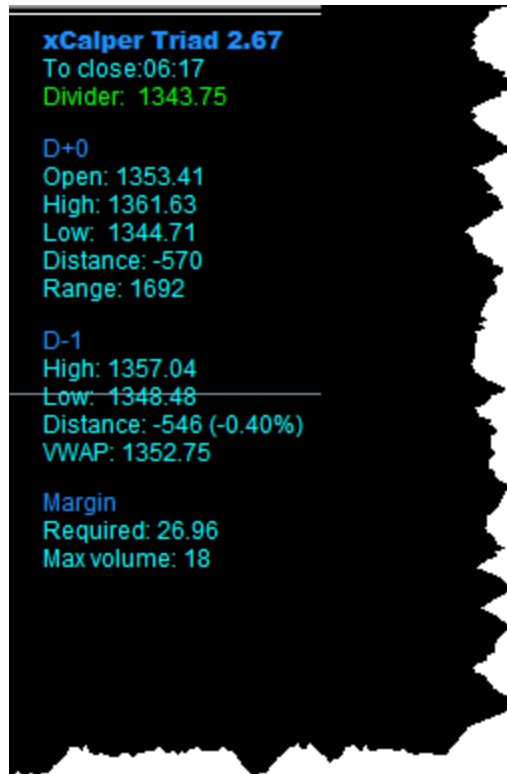 xCalper Triad 2.67
To close:06:17
Divider: 1343.75
D+0
Open: 1353.41
High: 1361.63
Low: 1344.71
Distance: -570
Range: 1692
D-1
High: 1357.04
Low: 1348.48
Distance: -546 (-0.40%)
VWAP: 1352.75
Margin
Required: 26.96
Max volume: 18